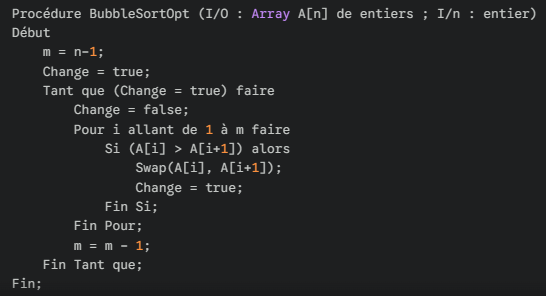 Procédure BubbleSortOpt (I/O : Array A[n] de entiers ; I/n : entier)
Début
    m = n-1;
    Change = true;
    Tant que (Change = true) faire
        Change = false;
        Pour i allant de 1 à m faire
            Si (A[i] > A[i+1]) alors
                Swap(A[i], A[i+1]);
                Change = true;
            Fin Si;
        Fin Pour;
        m = m - 1;
    Fin Tant que;
Fin;